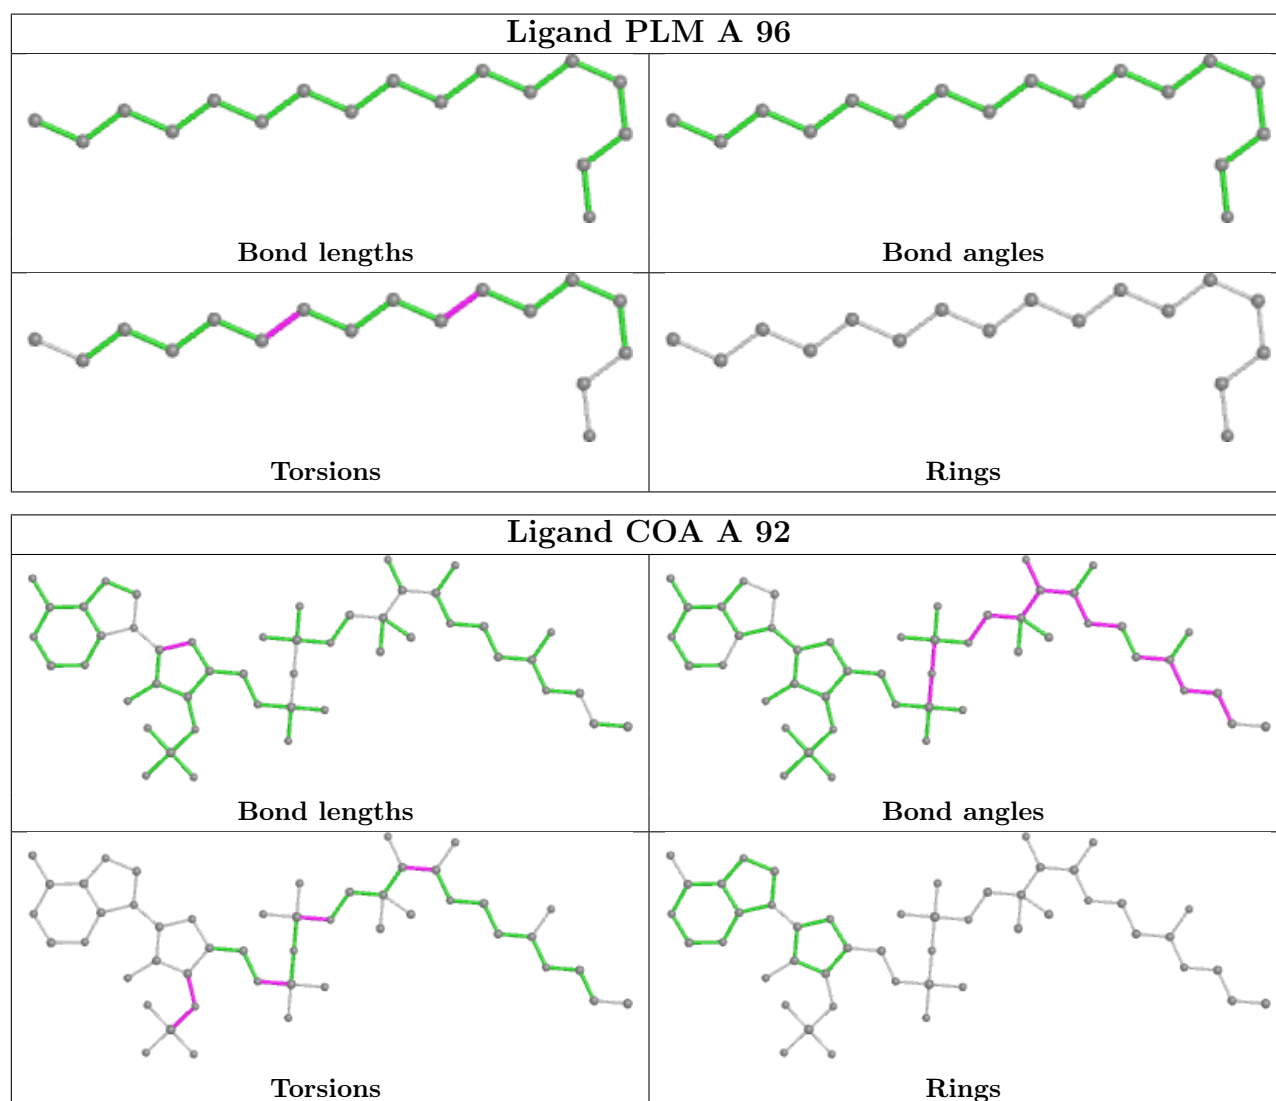 Ligand PLM A 96
Bond lengths
Bond angles
Torsions
Rings
Ligand COA A 92
Bond lengths
Bond angles
Torsions
Rings